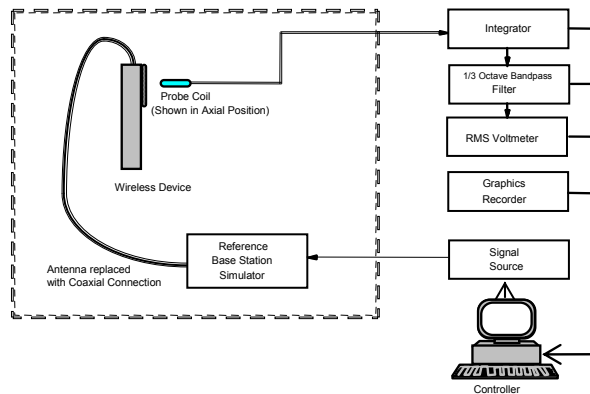 Integrator
1/3 Octave Bandpass
Filter
RMS Voltmeter
Graphics
Recorder
Signal
Source
Controller
Probe Coil
(Shown in Axial Position)
Wireless Device
Reference
Base Station
Simulator
Antenna replaced
with Coaxial Connection